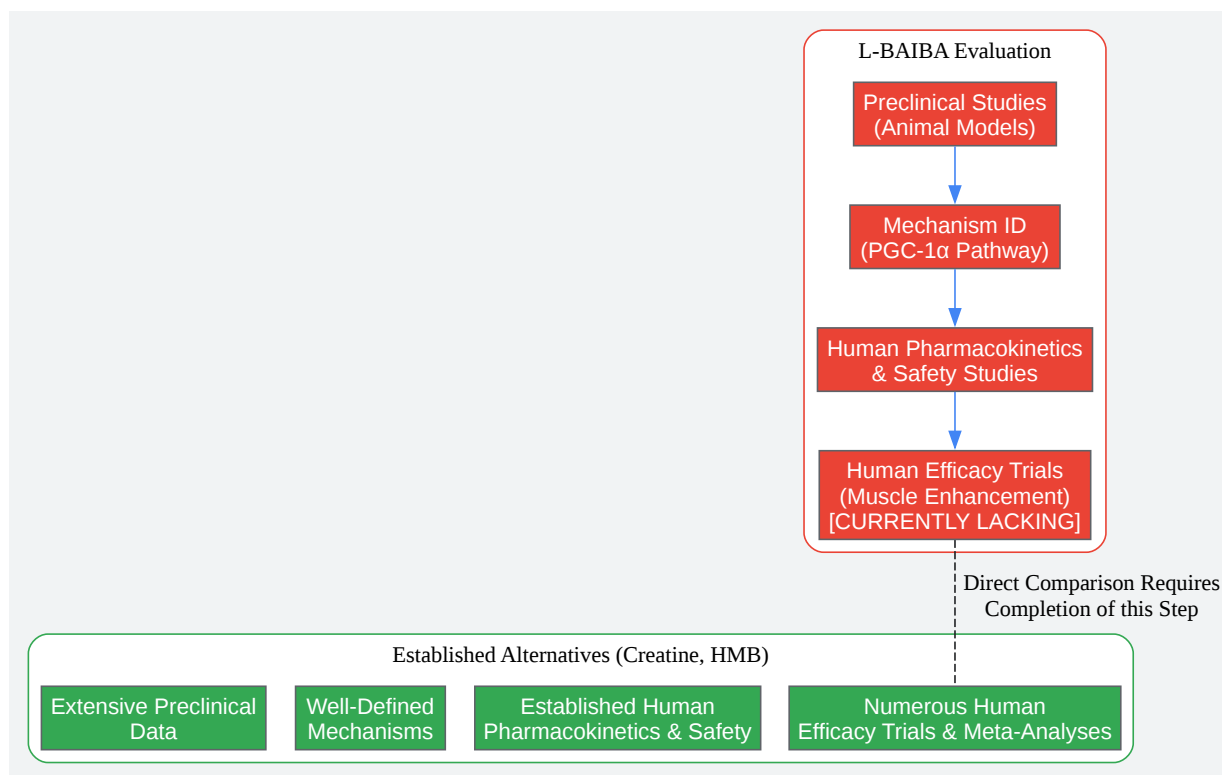 L-BAIBA Evaluation
Preclinical Studies
(Animal Models)
Mechanism ID
(PGC-1α Pathway)
Human Pharmacokinetics
& Safety Studies
Human Efficacy Trials
(Muscle Enhancement)
[CURRENTLY LACKING]
Direct Comparison Requires
Completion of this Step
Established Alternatives (Creatine, HMB)
Extensive Preclinical
Data
Well-Defined
Mechanisms
Established Human
Pharmacokinetics & Safety
Numerous Human
Efficacy Trials & Meta-Analyses